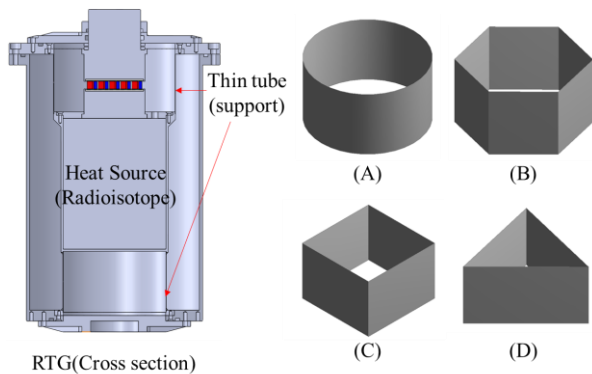 Thin tube
(support)
Heat Source
(Radioisotope)
RTG(Cross section)
(A)
(B)
(C)
(D)